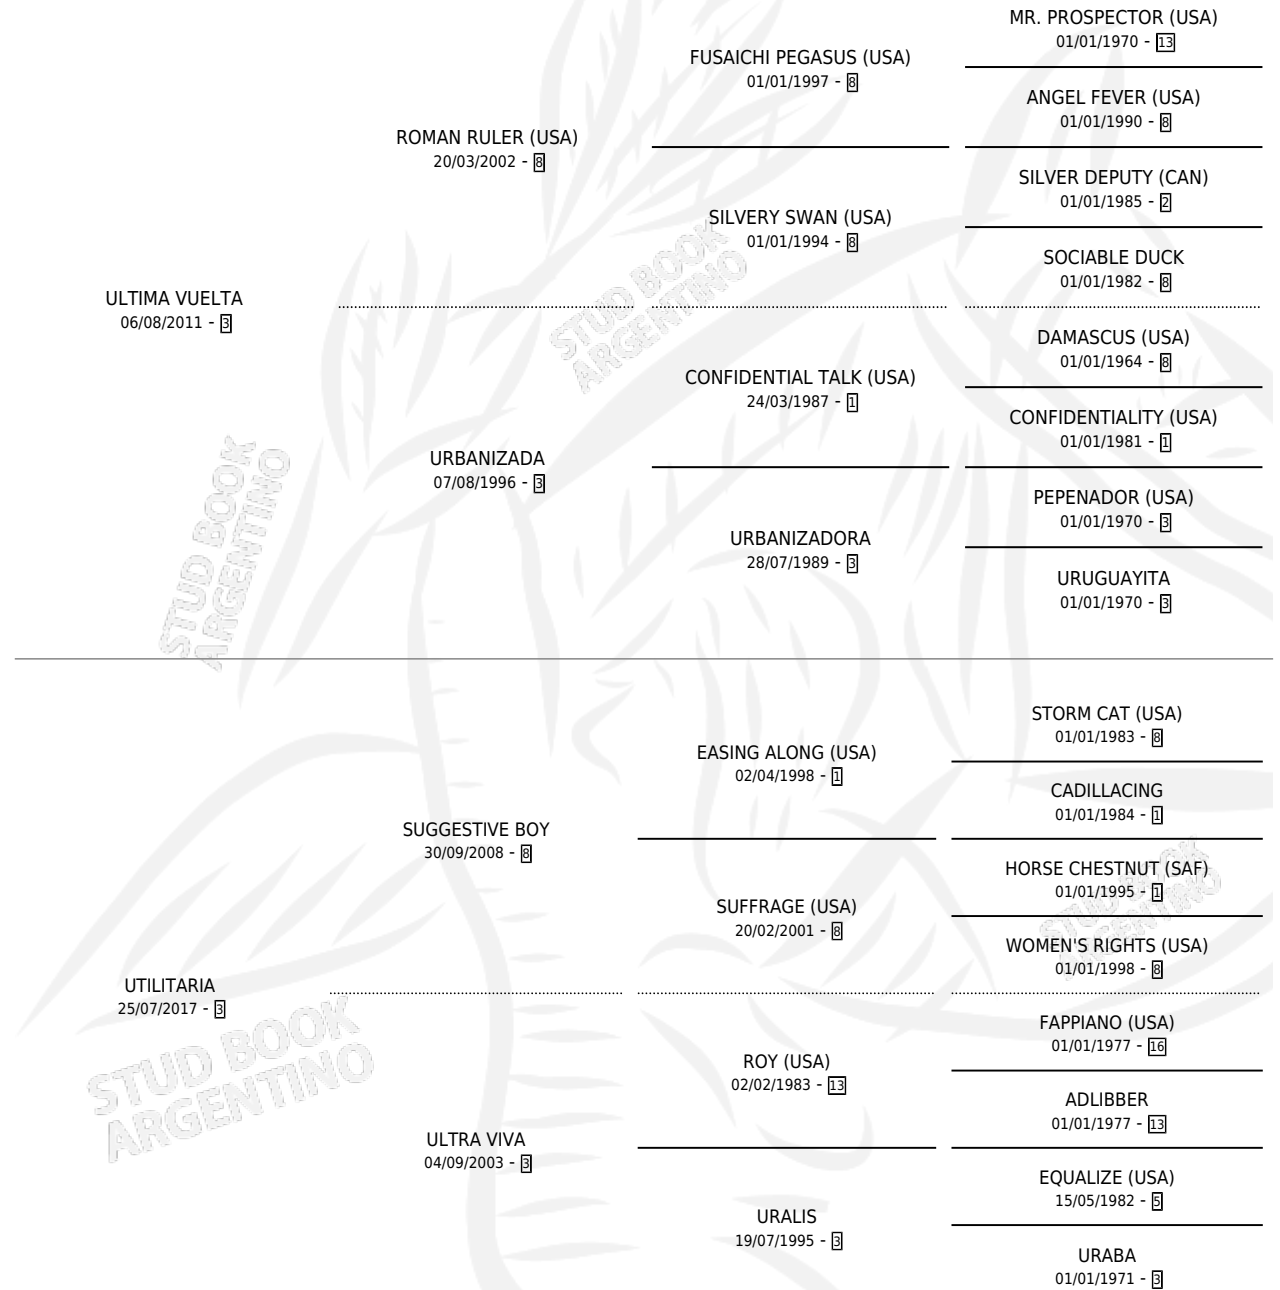 MR. PROSPECTOR (USA)
01/01/1970 - 13
FUSAICHI PEGASUS (USA)
01/01/1997 - 8
ANGEL FEVER (USA)
01/01/1990 - 8
ROMAN RULER (USA)
20/03/2002 - 8
SILVER DEPUTY (CAN)
01/01/1985 - 2
SILVERY SWAN (USA)
01/01/1994 - 8
SOCIABLE DUCK
01/01/1982 - 8
ULTIMA VUELTA
06/08/2011 - 3
DAMASCUS (USA)
01/01/1964 - 8
CONFIDENTIAL TALK (USA)
24/03/1987 - 1
CONFIDENTIALITY (USA)
01/01/1981 - 1
URBANIZADA
07/08/1996 - 3
PEPENADOR (USA)
01/01/1970 - 3
URBANIZADORA
28/07/1989 - 3
URUGUAYITA
01/01/1970 - 3
STUD BOOK
ARGENTINO
STUD BOOK
ARGENTINO
STORM CAT (USA)
01/01/1983 - 8
EASING ALONG (USA)
02/04/1998 - 1
CADILLACING
01/01/1984 - 1
SUGGESTIVE BOY
30/09/2008 - 8
HORSE CHESTNUT (SAF)
01/01/1995 - 1
SUFFRAGE (USA)
20/02/2001 - 8
WOMEN'S RIGHTS (USA)
01/01/1998 - 8
UTILITARIA
25/07/2017 - 3
FAPPIANO (USA)
01/01/1977 - 16
ROY (USA)
02/02/1983 - 13
ADLIBBER
01/01/1977 - 13
ULTRA VIVA
04/09/2003 - 3
EQUALIZE (USA)
15/05/1982 - 5
URALIS
19/07/1995 - 3
URABA
01/01/1971 - 3
STUD BOOK
ARGENTINO
STUD BOOK
ARGENTINO